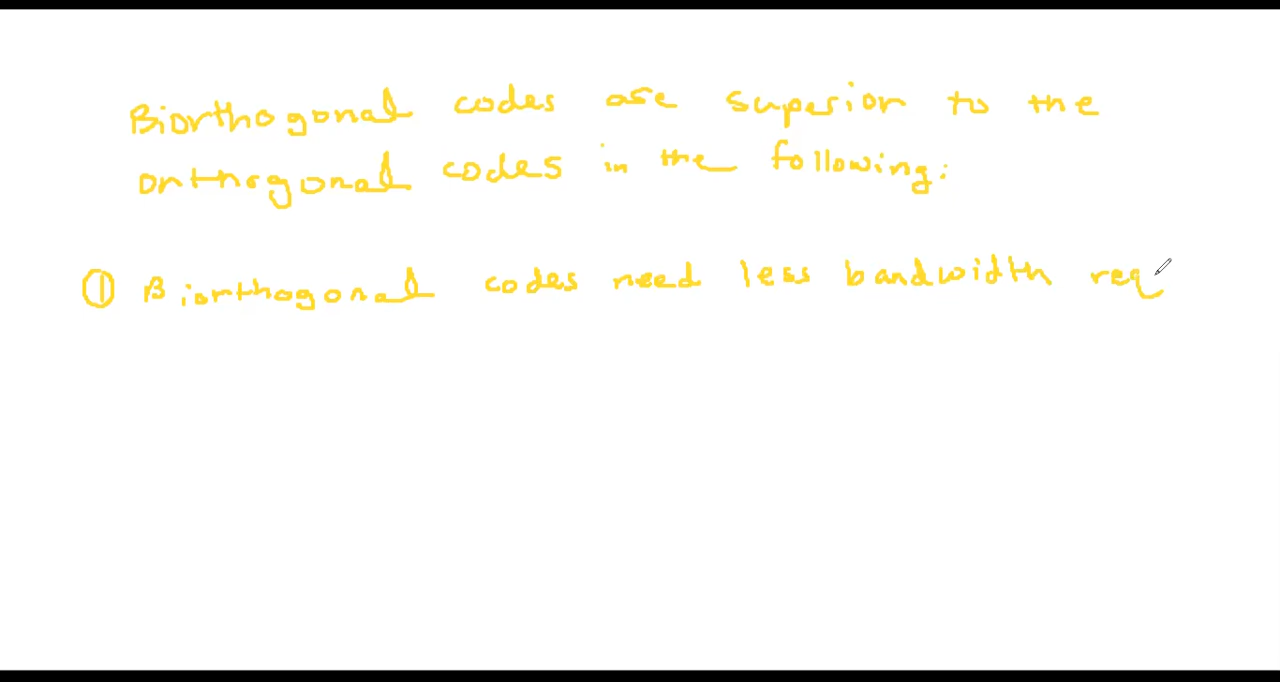 Biorthogonal codes are superior to the
orthogonal codes in the following:
① Biorthogonal codes need less bandwidth req